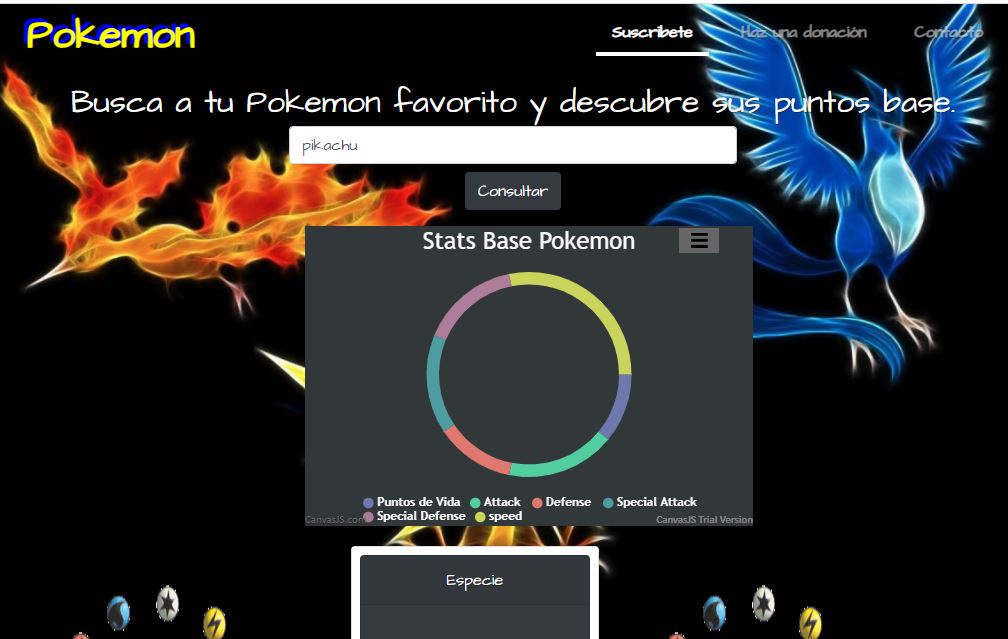 Pokemon
Suscribete Haz una donación Contacto
Busca a tu Pokemon favorito y descubre sus puntos base.
pikachu
Consultar
Stats Base Pokemon
Puntos de Vida Attack Defense Special Attack
Special Defense speed
CanvasJS.com CanvasJS Trial Version
Especie